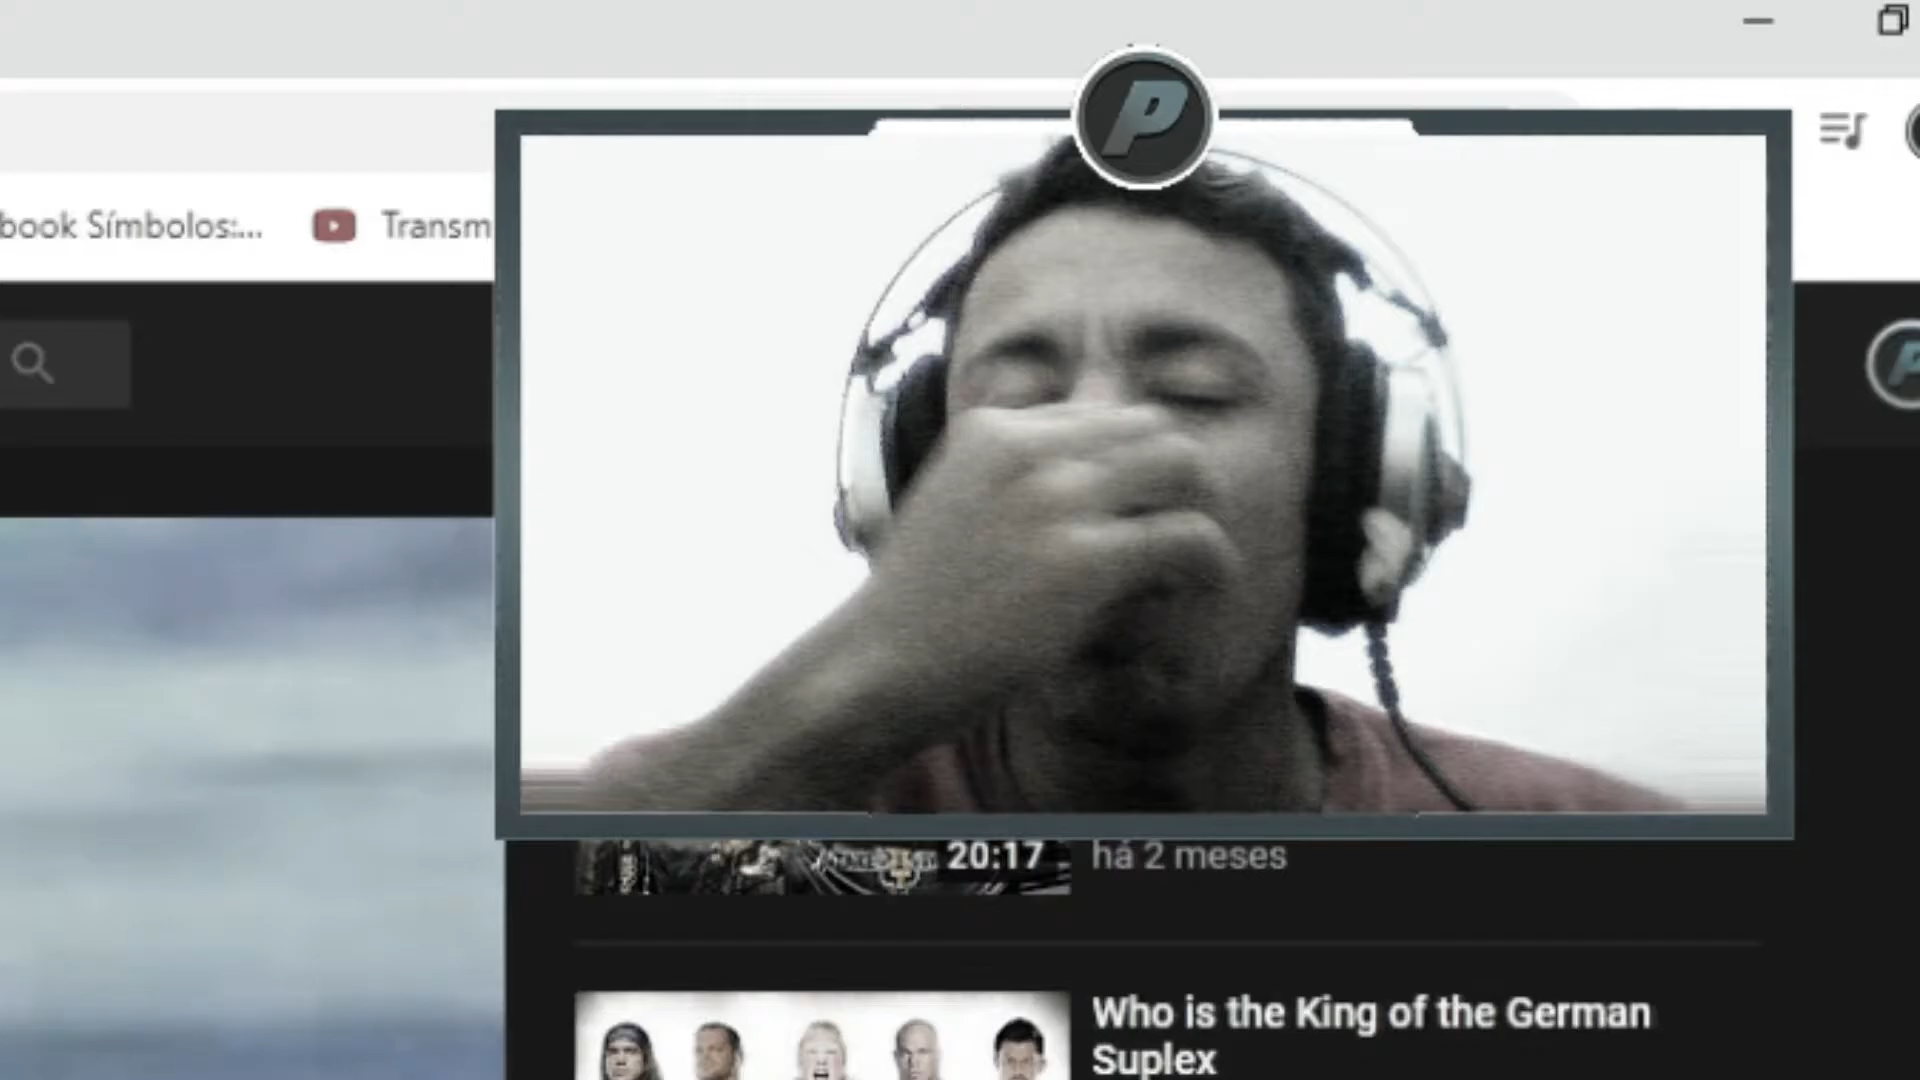 book Símbolos:...
Transm
P
20:17
há 2 meses
Who is the King of the German
Suplex